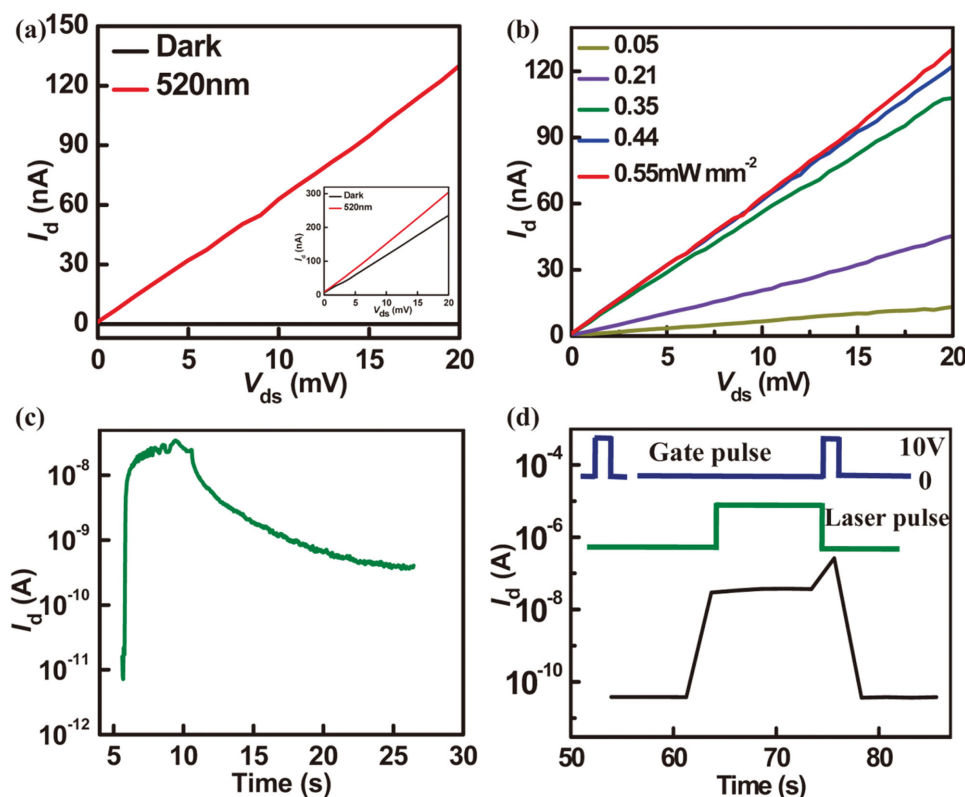 (a)
Dark
520nm
150
120
90
60
30
0
I_d (nA)
0 5 10 15 20
V_ds (mV)
Dark
520nm
300
200
100
I_d (nA)
0 5 10 15 20
V_ds (mV)
(b)
0.05
0.21
0.35
0.44
0.55mW mm⁻²
120
90
60
30
0
I_d (nA)
0 5 10 15 20
V_ds (mV)
(c)
10⁻⁸
10⁻⁹
10⁻¹⁰
10⁻¹¹
10⁻¹²
I_d (A)
5 10 15 20 25 30
Time (s)
(d)
10⁻⁴
10⁻⁶
10⁻⁸
10⁻¹⁰
I_d (A)
Gate pulse
10V
0
Laser pulse
50 60 70 80
Time (s)